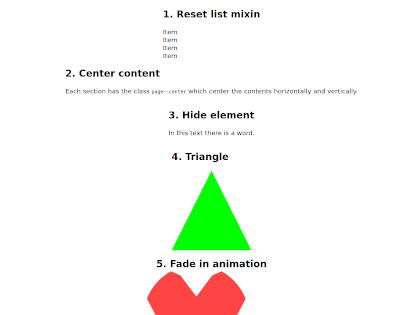 1. Reset list mixin
Item
Item
Item
Item
2. Center content
Each section has the class page--center which center the contents horizontally and vertically.
3. Hide element
In this text there is a word.
4. Triangle
5. Fade in animation